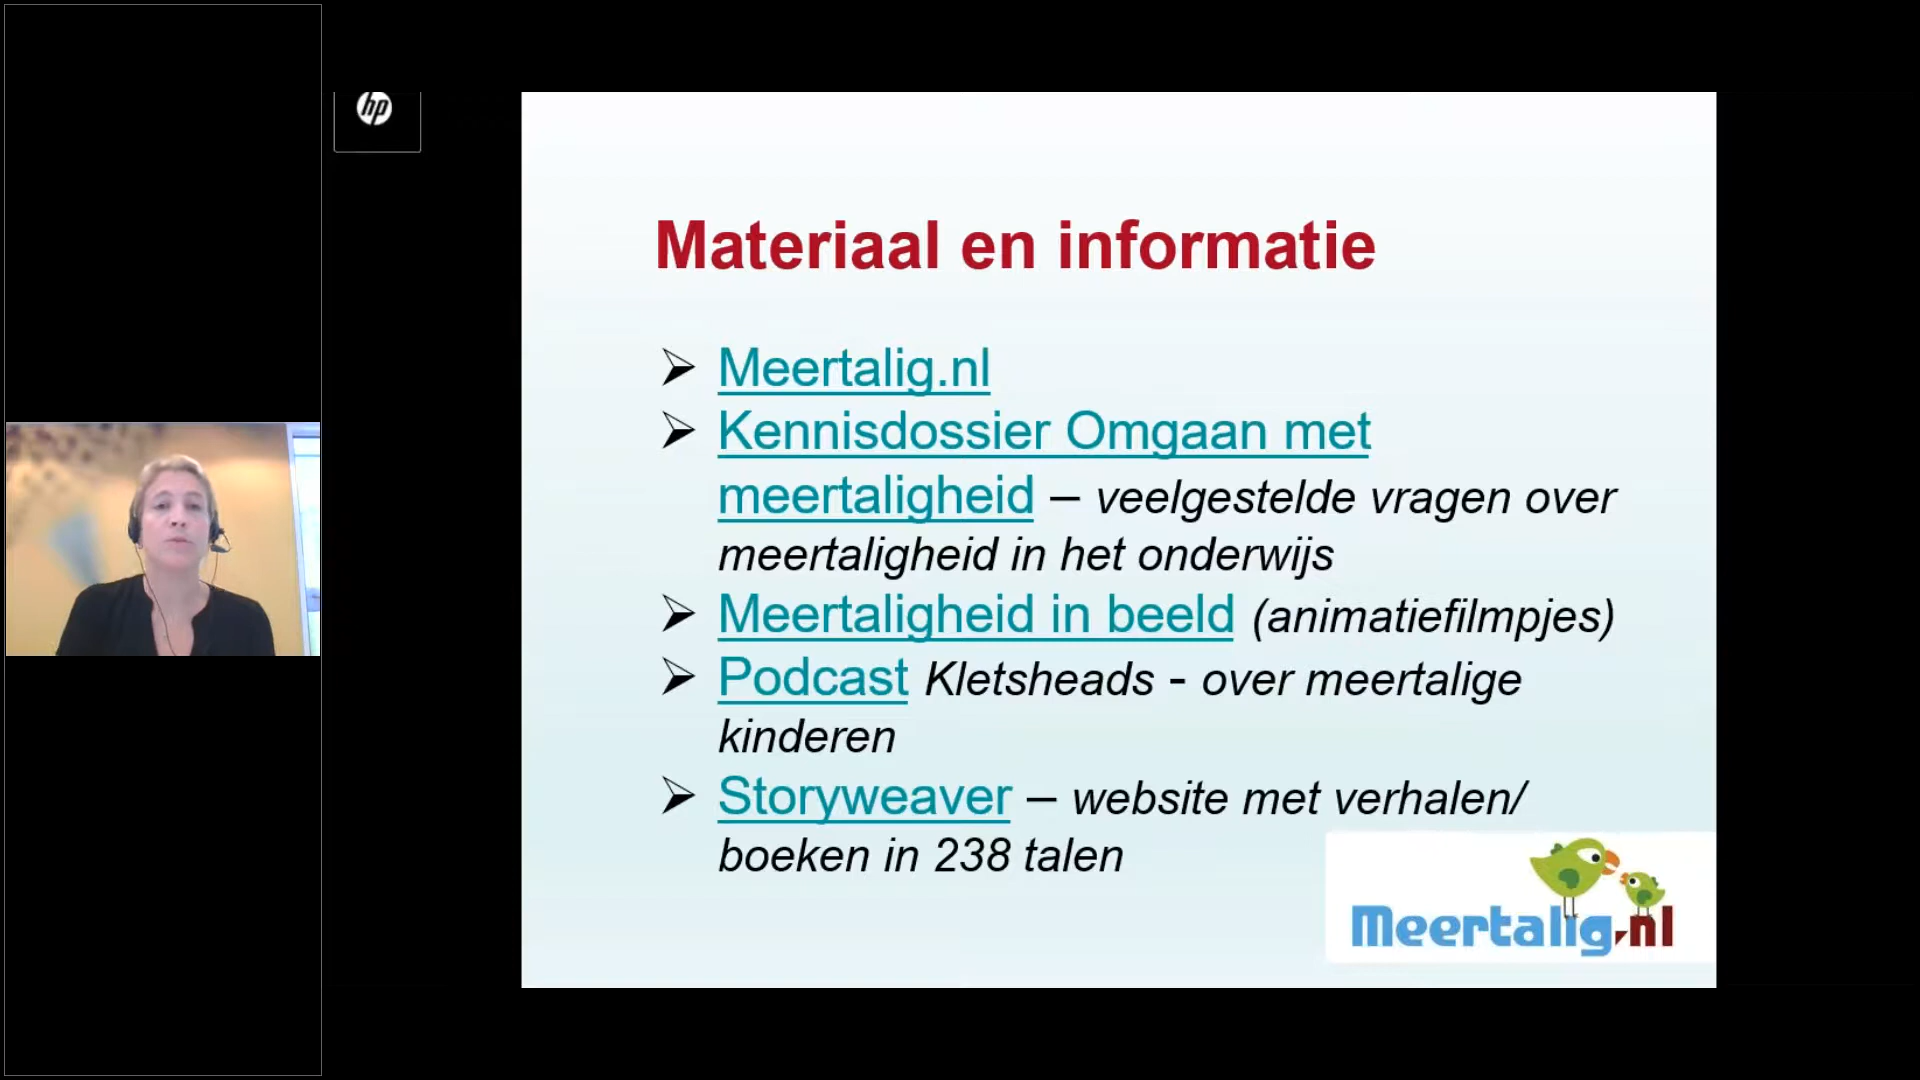 hp
Materiaal en informatie
➢ Meertalig.nl
➢ Kennisdossier Omgaan met
meertaligheid – veelgestelde vragen over
meertaligheid in het onderwijs
➢ Meertaligheid in beeld (animatiefilmpjes)
➢ Podcast Kletsheads - over meertalige
kinderen
➢ Storyweaver – website met verhalen/
boeken in 238 talen
Meertalig.nl